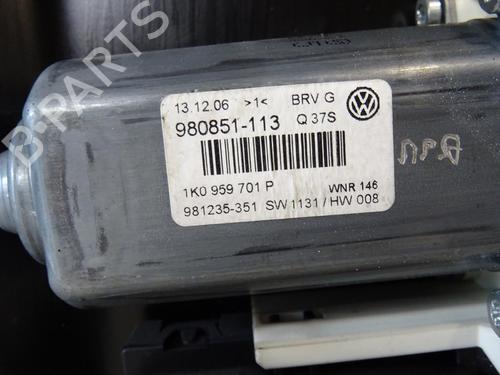 B-PARTS
13.12.06 >1< BRV G
980851-113 Q 37S
1K0 959 701 P WNR 146
981235-351 SW 1131 / HW 008